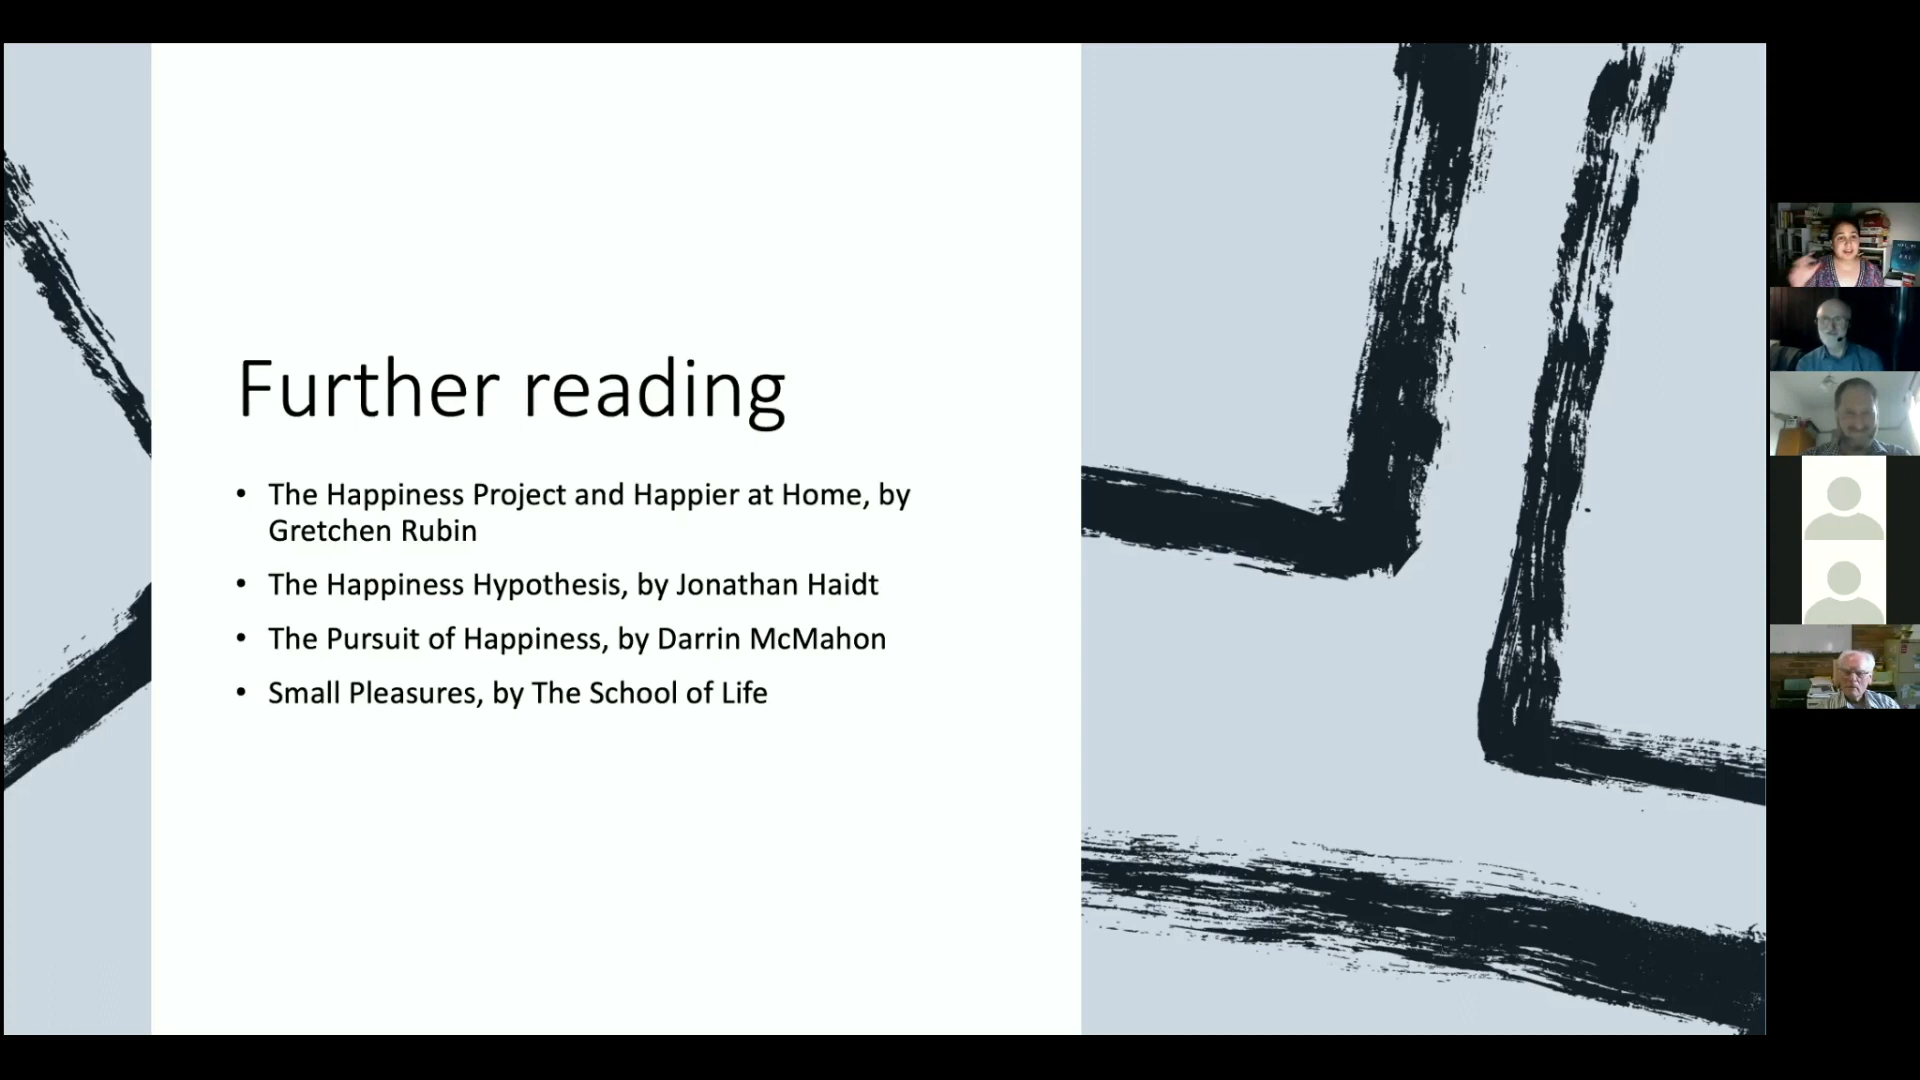 Further reading
• The Happiness Project and Happier at Home, by
Gretchen Rubin
• The Happiness Hypothesis, by Jonathan Haidt
• The Pursuit of Happiness, by Darrin McMahon
• Small Pleasures, by The School of Life